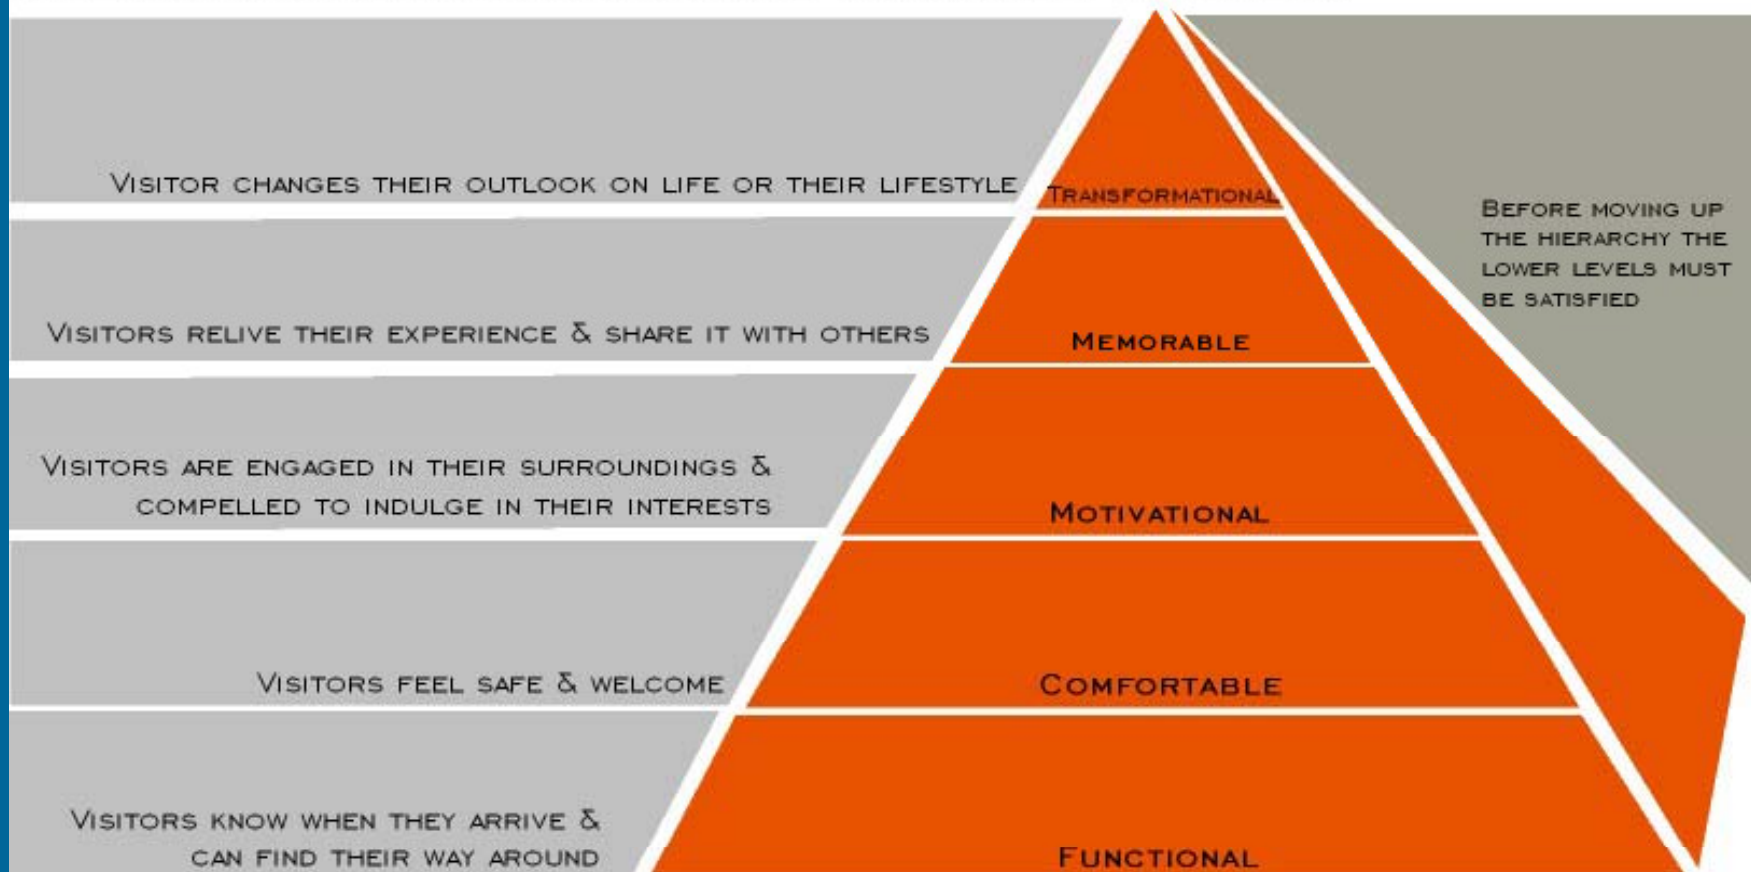 VISITOR CHANGES THEIR OUTLOOK ON LIFE OR THEIR LIFESTYLE
TRANSFORMATIONAL
BEFORE MOVING UP
THE HIERARCHY THE
LOWER LEVELS MUST
BE SATISFIED
VISITORS RELIVE THEIR EXPERIENCE & SHARE IT WITH OTHERS
MEMORABLE
VISITORS ARE ENGAGED IN THEIR SURROUNDINGS &
COMPELLED TO INDULGE IN THEIR INTERESTS
MOTIVATIONAL
VISITORS FEEL SAFE & WELCOME
COMFORTABLE
VISITORS KNOW WHEN THEY ARRIVE &
CAN FIND THEIR WAY AROUND
FUNCTIONAL